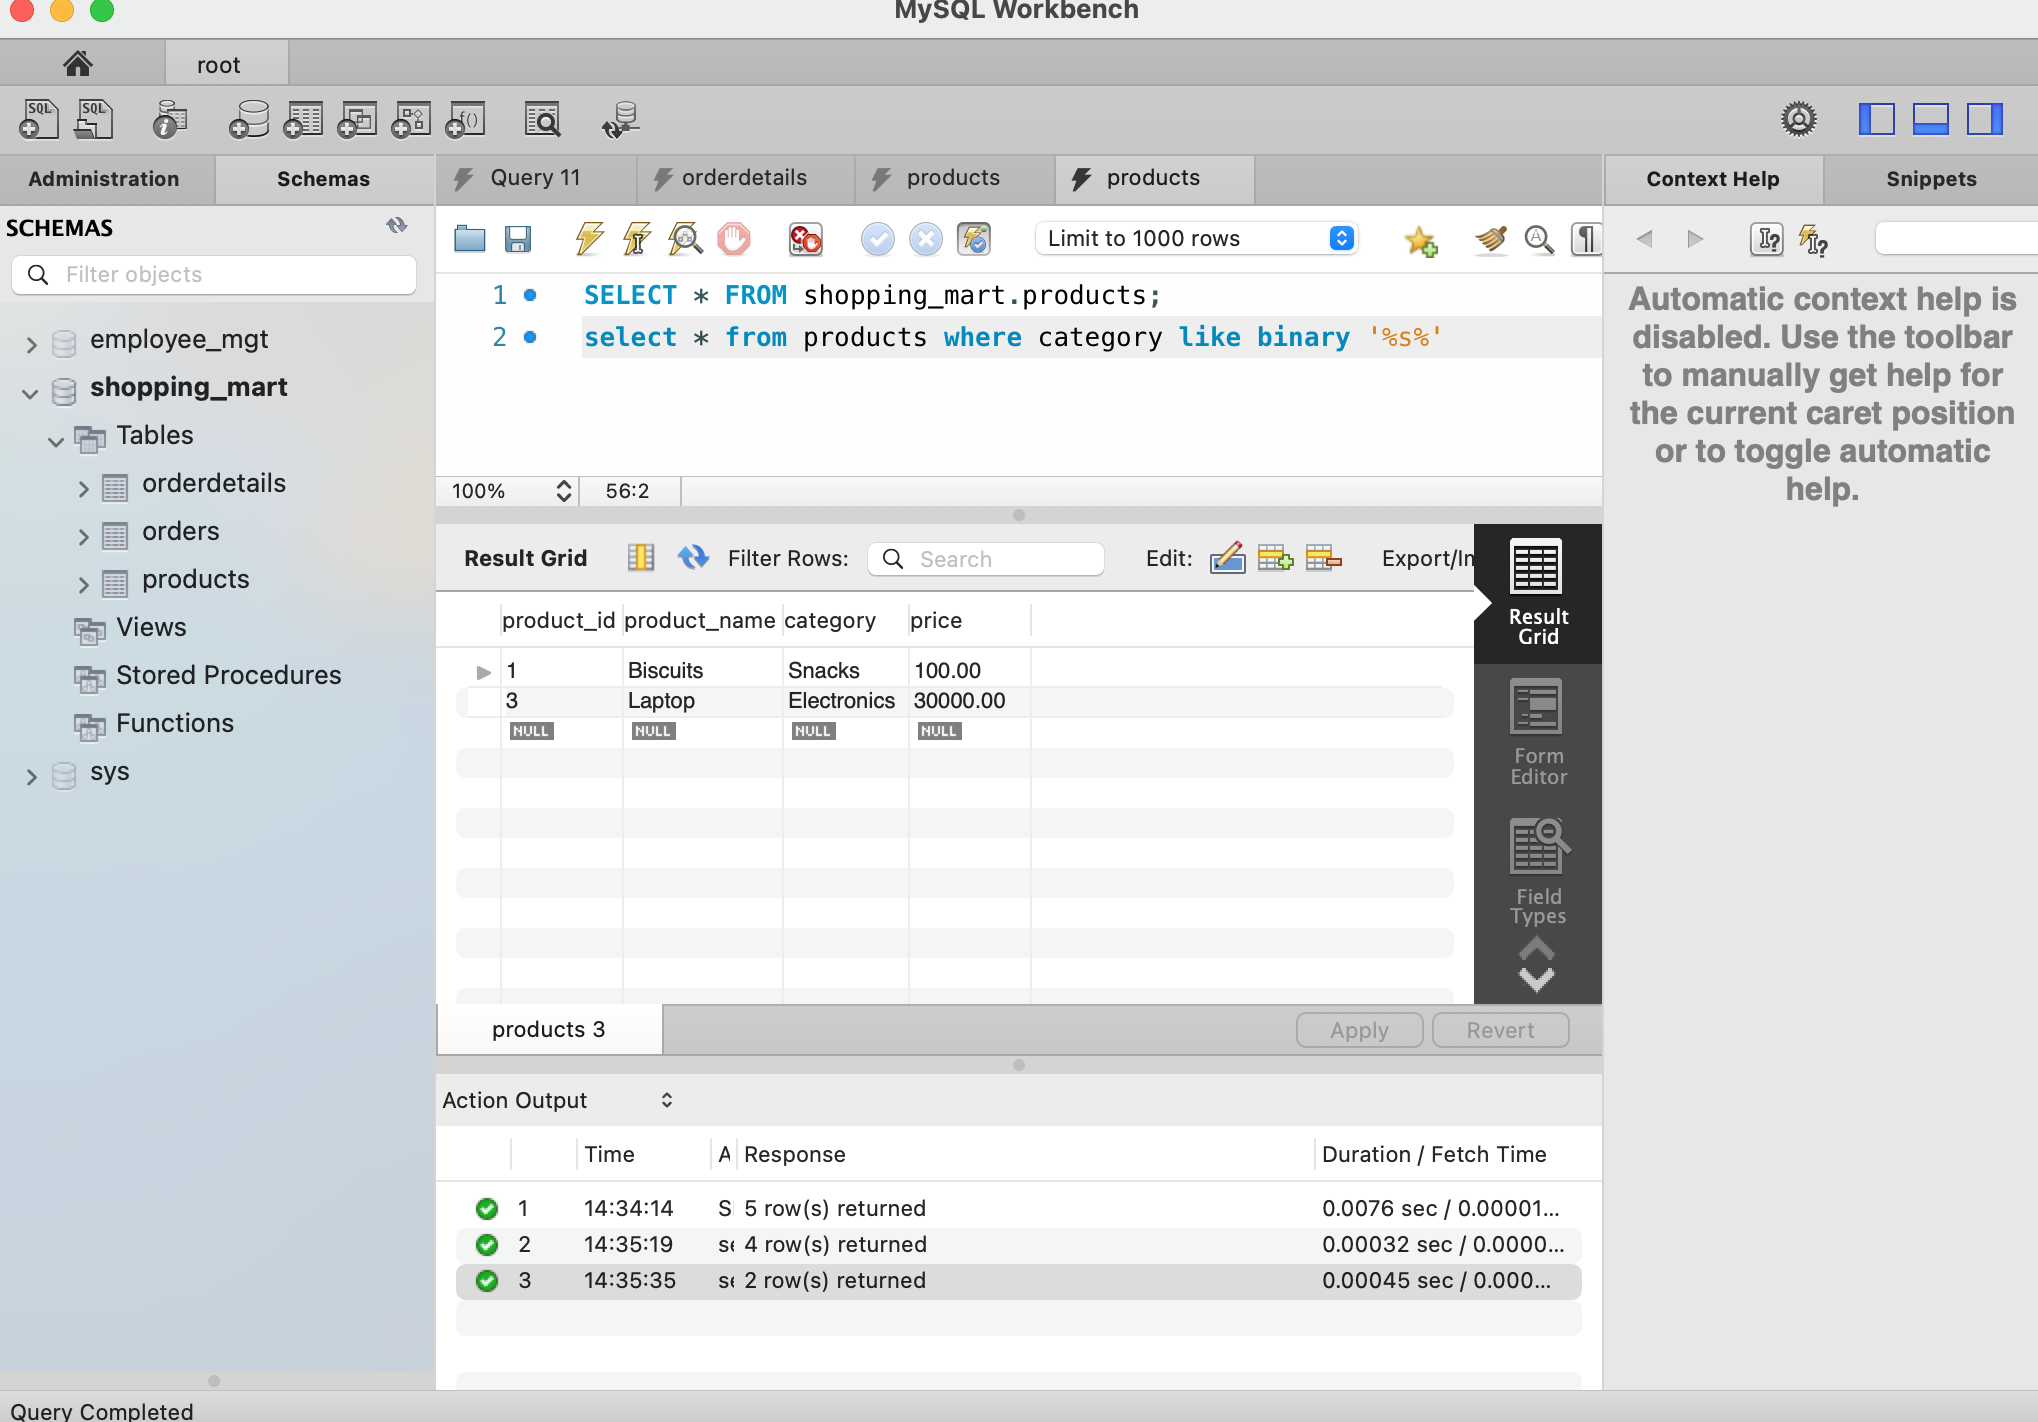 MySQL Workbench
root
SQL
SQL
Administration
Schemas
Query 11
orderdetails
products
products
Context Help
Snippets
SCHEMAS
Filter objects
Limit to 1000 rows
employee_mgt
shopping_mart
Tables
orderdetails
orders
products
Views
Stored Procedures
Functions
sys
1 SELECT * FROM shopping_mart.products;
2 select * from products where category like binary '%s%'
Automatic context help is
disabled. Use the toolbar
to manually get help for
the current caret position
or to toggle automatic
help.
100% 56:2
Result Grid Filter Rows: Search Edit: Export/In
product_id product_name category price
1 Biscuits Snacks 100.00
3 Laptop Electronics 30000.00
NULL NULL NULL NULL
Result
Grid
Form
Editor
Field
Types
products 3
Apply
Revert
Action Output
Time A Response Duration / Fetch Time
1 14:34:14 S 5 row(s) returned 0.0076 sec / 0.00001...
2 14:35:19 se 4 row(s) returned 0.00032 sec / 0.0000...
3 14:35:35 se 2 row(s) returned 0.00045 sec / 0.000...
Query Completed